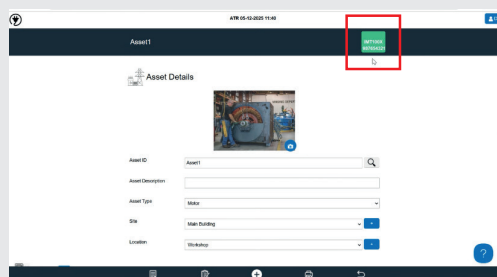 ATR 05-12-2025 11:40
Asset1
Asset Details
Asset ID
Asset1
Asset Description
Asset Type
Motor
Site
Main Building
Location
Workshop
?